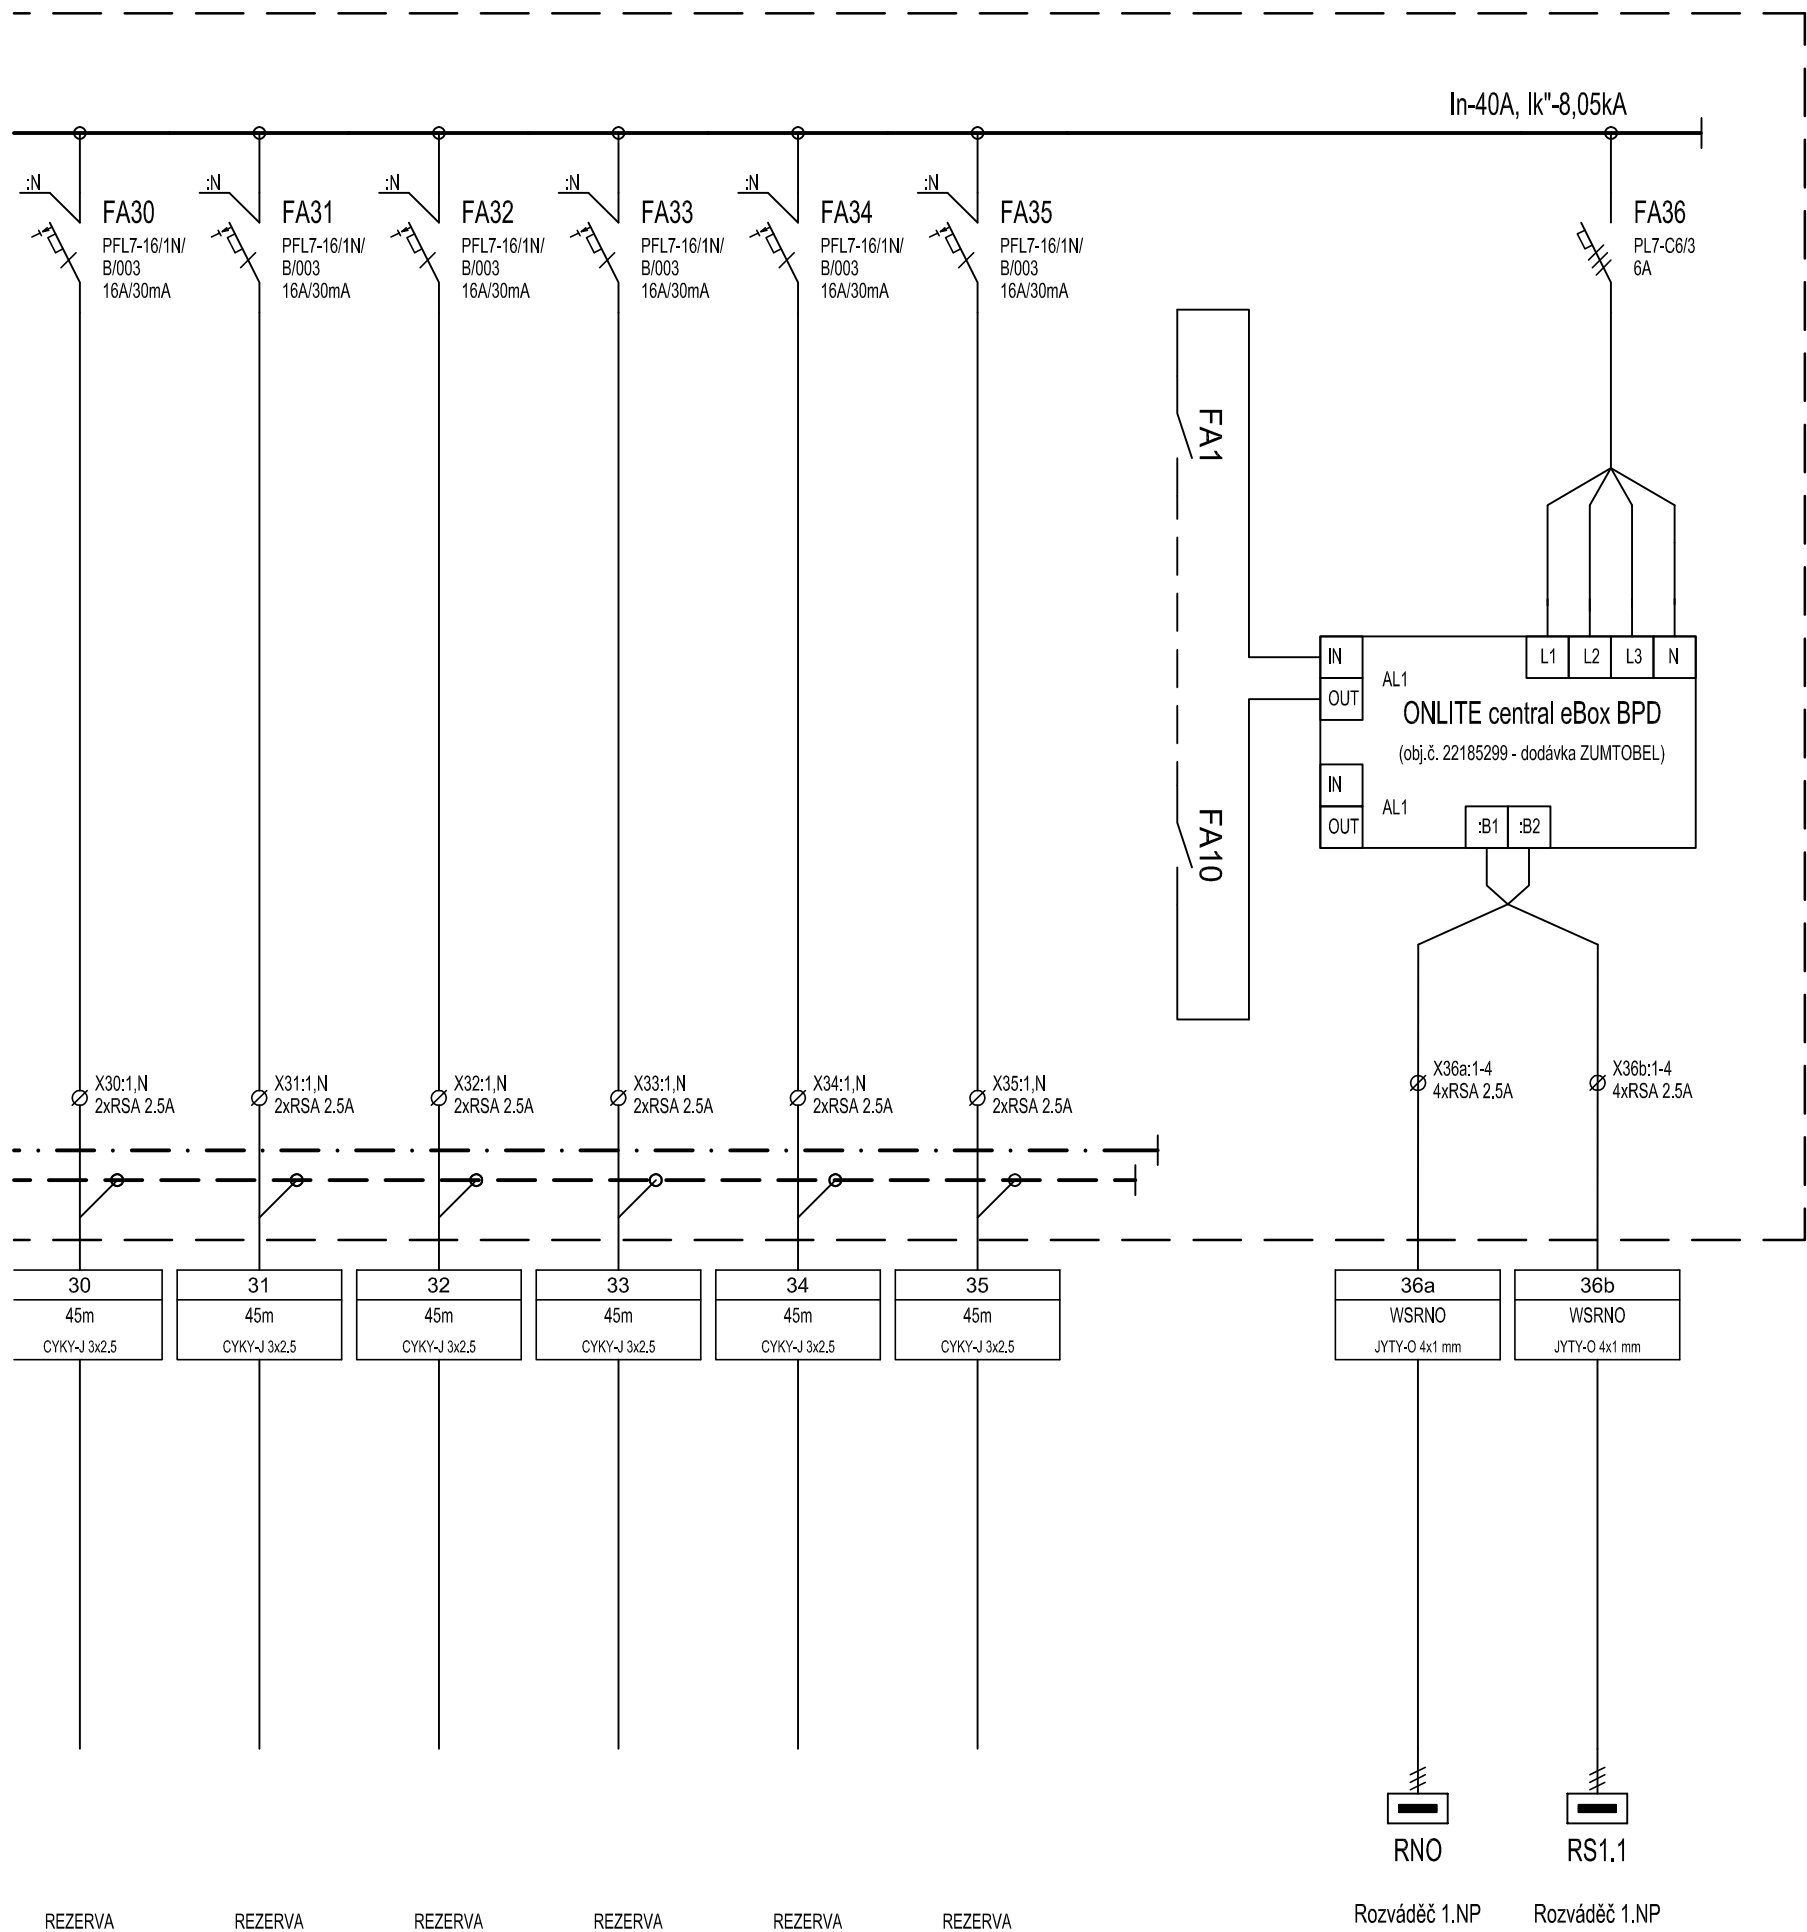 In-40A, Ik"-8,05kA
:N
:N
:N
:N
:N
:N
FA30
PFL7-16/1N/
B/003
16A/30mA
FA31
PFL7-16/1N/
B/003
16A/30mA
FA32
PFL7-16/1N/
B/003
16A/30mA
FA33
PFL7-16/1N/
B/003
16A/30mA
FA34
PFL7-16/1N/
B/003
16A/30mA
FA35
PFL7-16/1N/
B/003
16A/30mA
FA36
PL7-C6/3
6A
FA1
FA10
IN
OUT
AL1
L1
L2
L3
N
ONLITE central eBox BPD
(obj.č. 22185299 - dodávka ZUMTOBEL)
IN
OUT
AL1
:B1
:B2
X30:1,N
2xRSA 2.5A
X31:1,N
2xRSA 2.5A
X32:1,N
2xRSA 2.5A
X33:1,N
2xRSA 2.5A
X34:1,N
2xRSA 2.5A
X35:1,N
2xRSA 2.5A
X36a:1-4
4xRSA 2.5A
X36b:1-4
4xRSA 2.5A
30
45m
CYKY-J 3x2.5
31
45m
CYKY-J 3x2.5
32
45m
CYKY-J 3x2.5
33
45m
CYKY-J 3x2.5
34
45m
CYKY-J 3x2.5
35
45m
CYKY-J 3x2.5
36a
WSRNO
JYTY-O 4x1 mm
36b
WSRNO
JYTY-O 4x1 mm
RNO
RS1.1
REZERVA
REZERVA
REZERVA
REZERVA
REZERVA
REZERVA
Rozváděč 1.NP
Rozváděč 1.NP